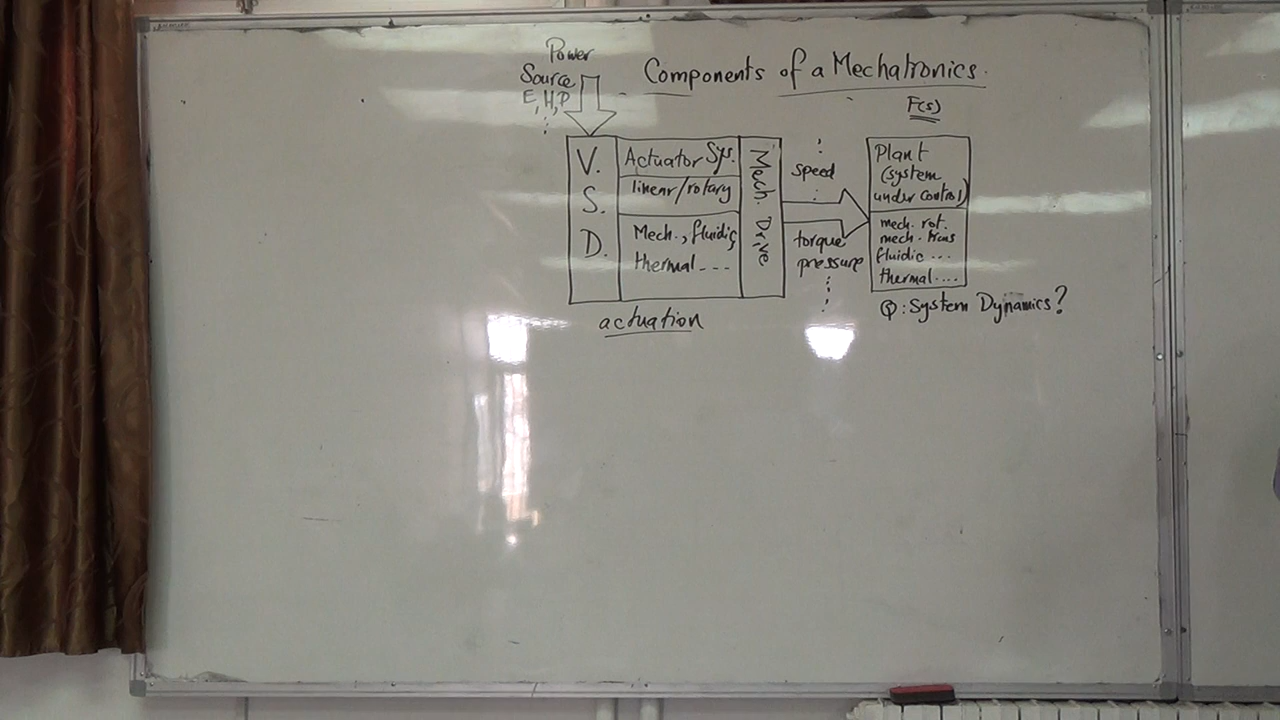 Components of a Mechatronics.
Power
Source
E, H, P
V.
S.
D.
Actuator Sys.
linear/rotary
Mech., fluidic,
thermal ...
Mech. Drive
actuation
speed
torque
pressure
F(s)
Plant
(system
under control)
mech. rot.
mech. trans
fluidic ...
thermal ....
Q: System Dynamics?